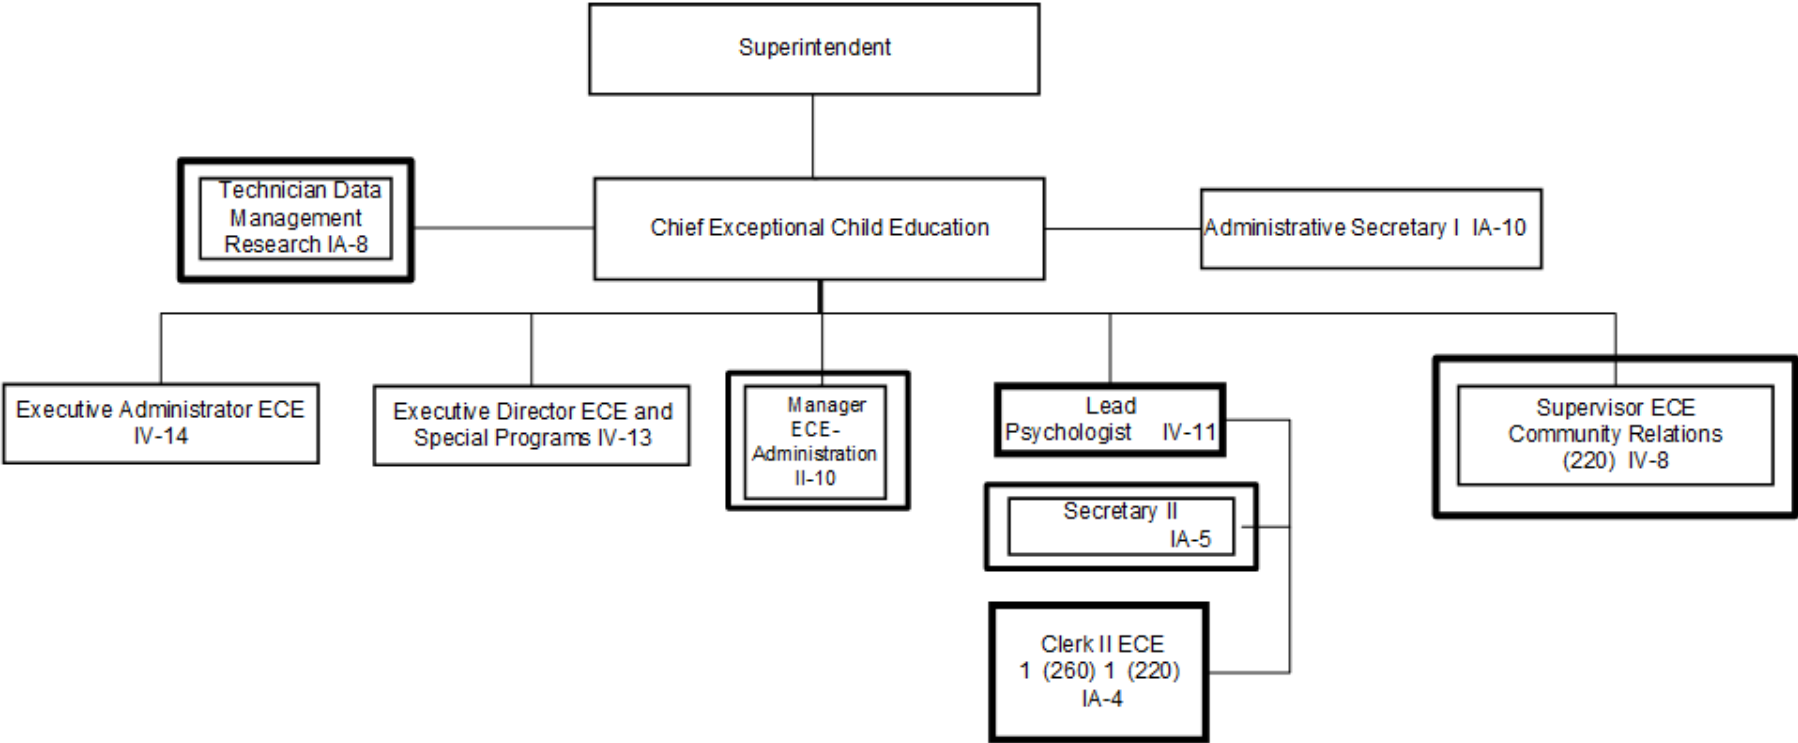 Superintendent
Technician Data
Management
Research IA-8
Chief Exceptional Child Education
Administrative Secretary I IA-10
Executive Administrator ECE
IV-14
Executive Director ECE and
Special Programs IV-13
Manager
ECE-
Administration
II-10
Lead
Psychologist IV-11
Supervisor ECE
Community Relations
(220) IV-8
Secretary II
IA-5
Clerk II ECE
1 (260) 1 (220)
IA-4